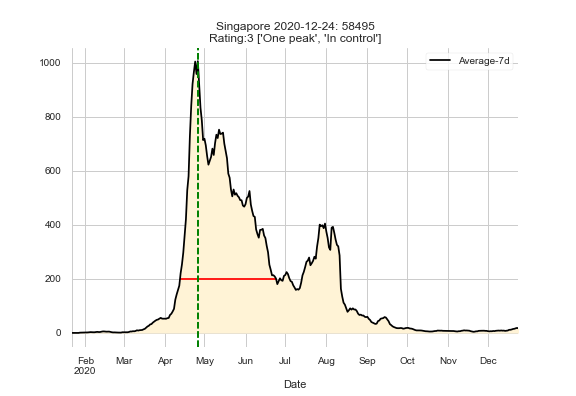 Singapore 2020-12-24: 58495
Rating:3 ['One peak', 'In control']
Average-7d
1000
800
600
400
200
0
Feb Mar Apr May Jun Jul Aug Sep Oct Nov Dec
2020
Date